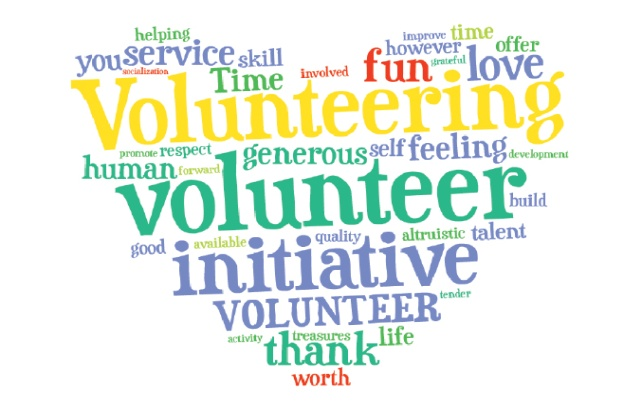 helping improve time
you service skill however offer
socialization Time involved fun grateful love
Volunteering
promote respect generous self feeling development
human forward
volunteer build
good available quality altruistic talent
initiative
VOLUNTEER tender
activity treasures life
thank
worth